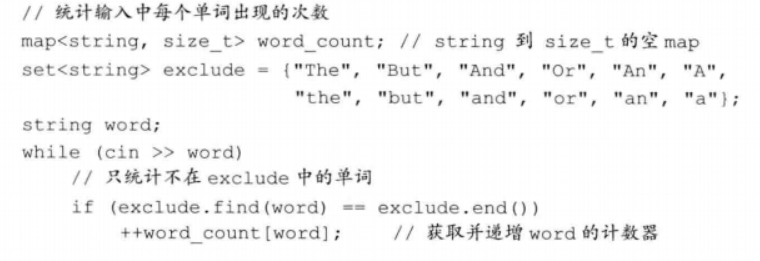 // 统计输入中每个单词出现的次数
map<string, size_t> word_count; // string 到 size_t 的空 map
set<string> exclude = {"The", "But", "And", "Or", "An", "A",
"the", "but", "and", "or", "an", "a"};
string word;
while (cin >> word)
// 只统计不在 exclude 中的单词
if (exclude.find(word) == exclude.end())
++word_count[word]; // 获取并递增 word 的计数器